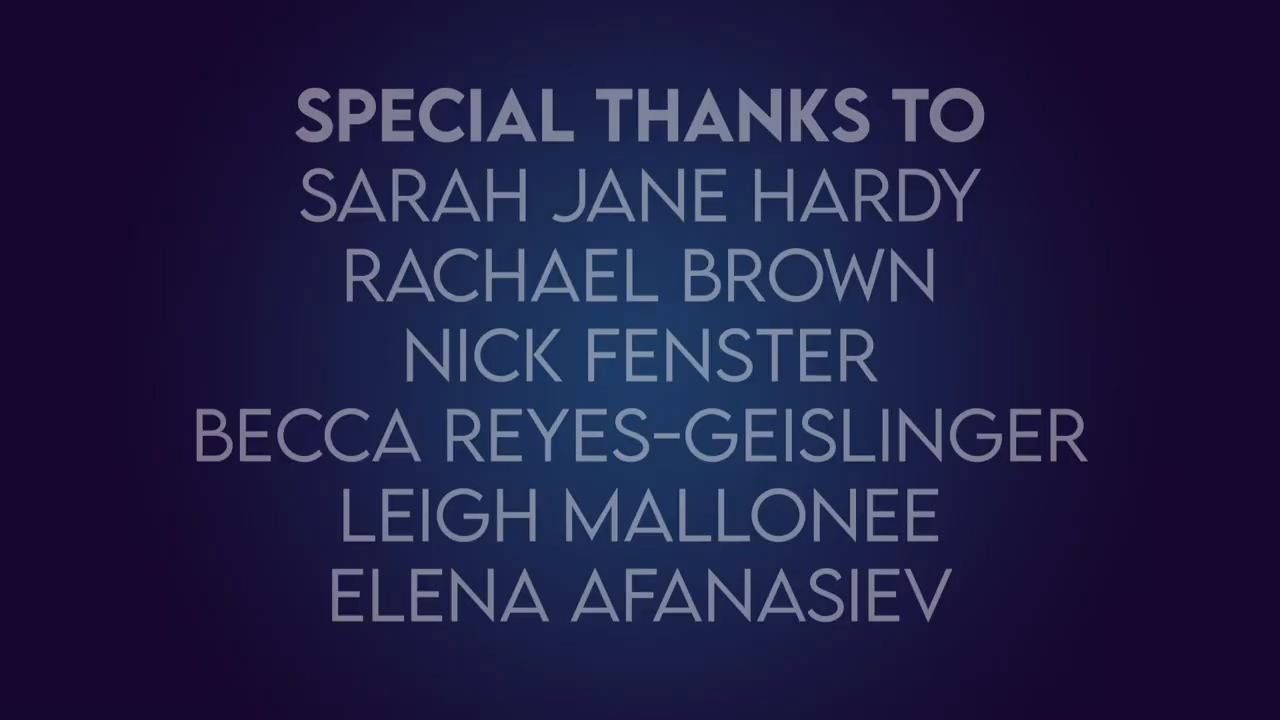 SPECIAL THANKS TO
SARAH JANE HARDY
RACHAEL BROWN
NICK FENSTER
BECCA REYES-GEISLINGER
LEIGH MALLONEE
ELENA AFANASIEV